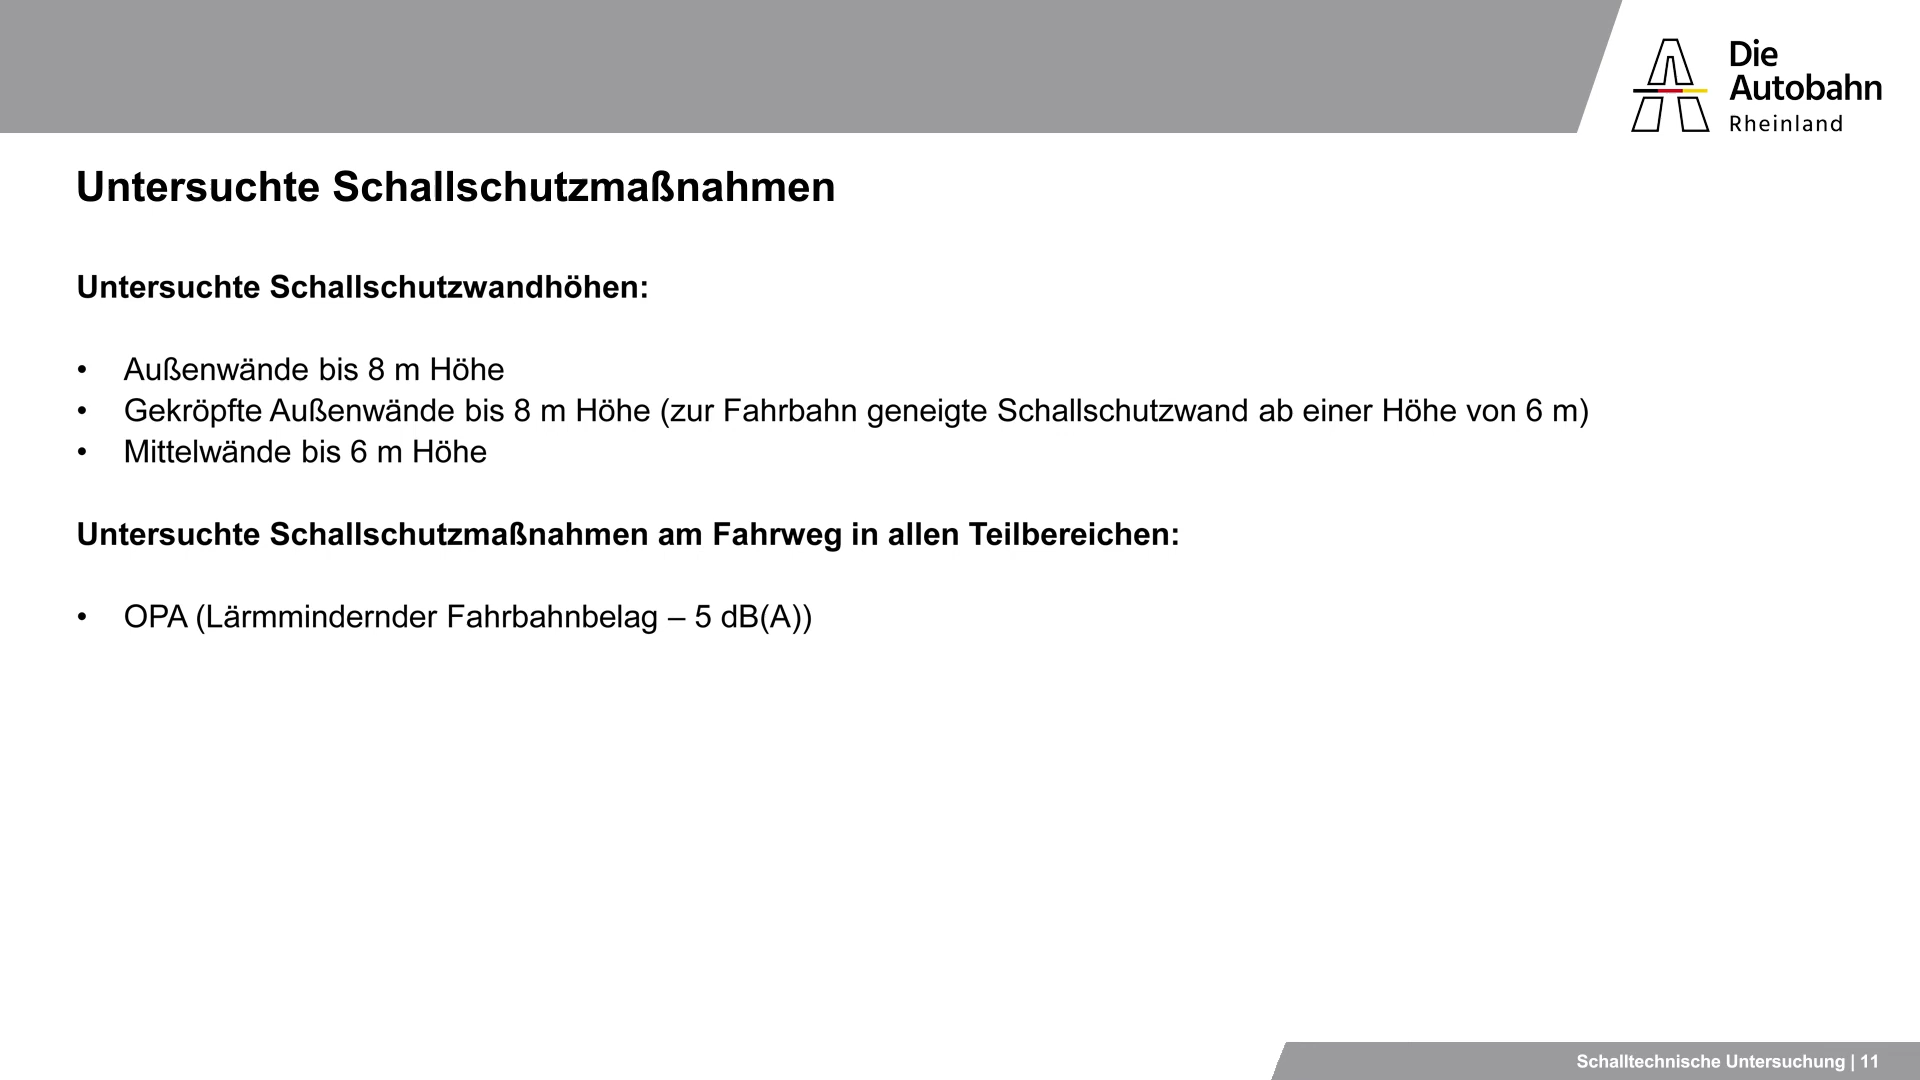 Die
Autobahn
Rheinland
Untersuchte Schallschutzmaßnahmen
Untersuchte Schallschutzwandhöhen:
• Außenwände bis 8 m Höhe
• Gekröpfte Außenwände bis 8 m Höhe (zur Fahrbahn geneigte Schallschutzwand ab einer Höhe von 6 m)
• Mittelwände bis 6 m Höhe
Untersuchte Schallschutzmaßnahmen am Fahrweg in allen Teilbereichen:
• OPA (Lärmmindernder Fahrbahnbelag – 5 dB(A))
Schalltechnische Untersuchung | 11